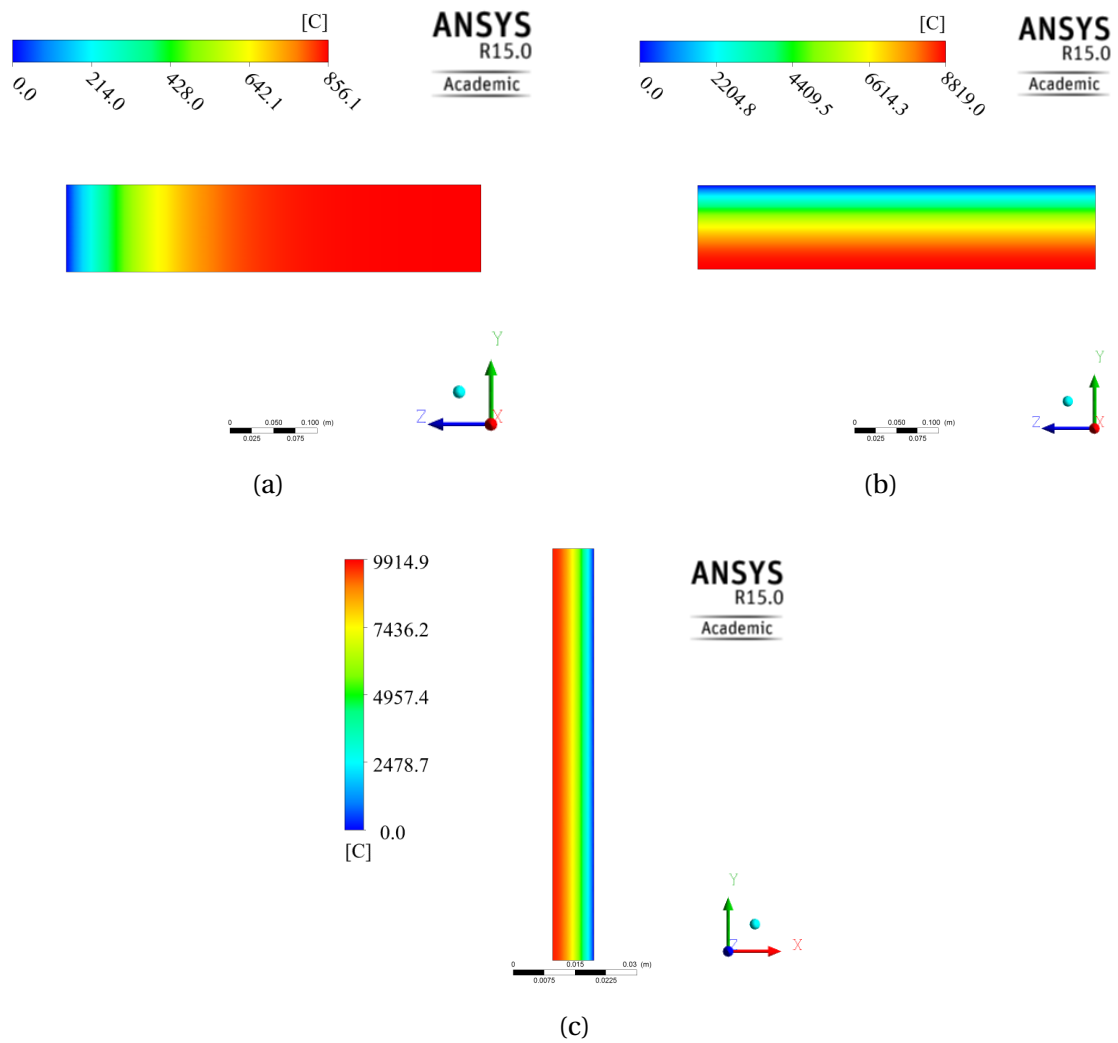 [C]
0.0 214.0 428.0 642.1 856.1
ANSYS
R15.0
Academic
Y
Z X
0 0.050 0.100 (m)
0.025 0.075
(a)
[C]
0.0 2204.8 4409.5 6614.3 8819.0
ANSYS
R15.0
Academic
Y
Z X
0 0.050 0.100 (m)
0.025 0.075
(b)
9914.9
7436.2
4957.4
2478.7
0.0
[C]
ANSYS
R15.0
Academic
Y
Z X
0 0.015 0.03 (m)
0.0075 0.0225
(c)